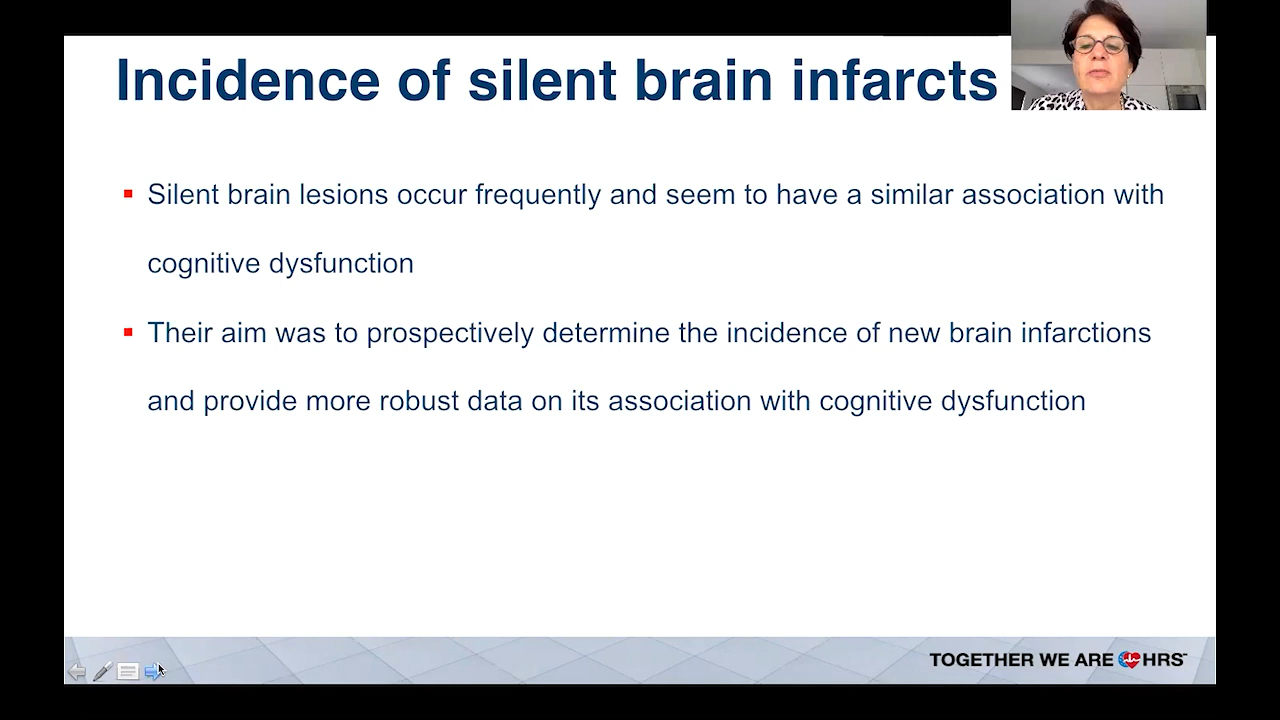 Incidence of silent brain infarcts
Silent brain lesions occur frequently and seem to have a similar association with
cognitive dysfunction
Their aim was to prospectively determine the incidence of new brain infarctions
and provide more robust data on its association with cognitive dysfunction
TOGETHER WE ARE HRS™